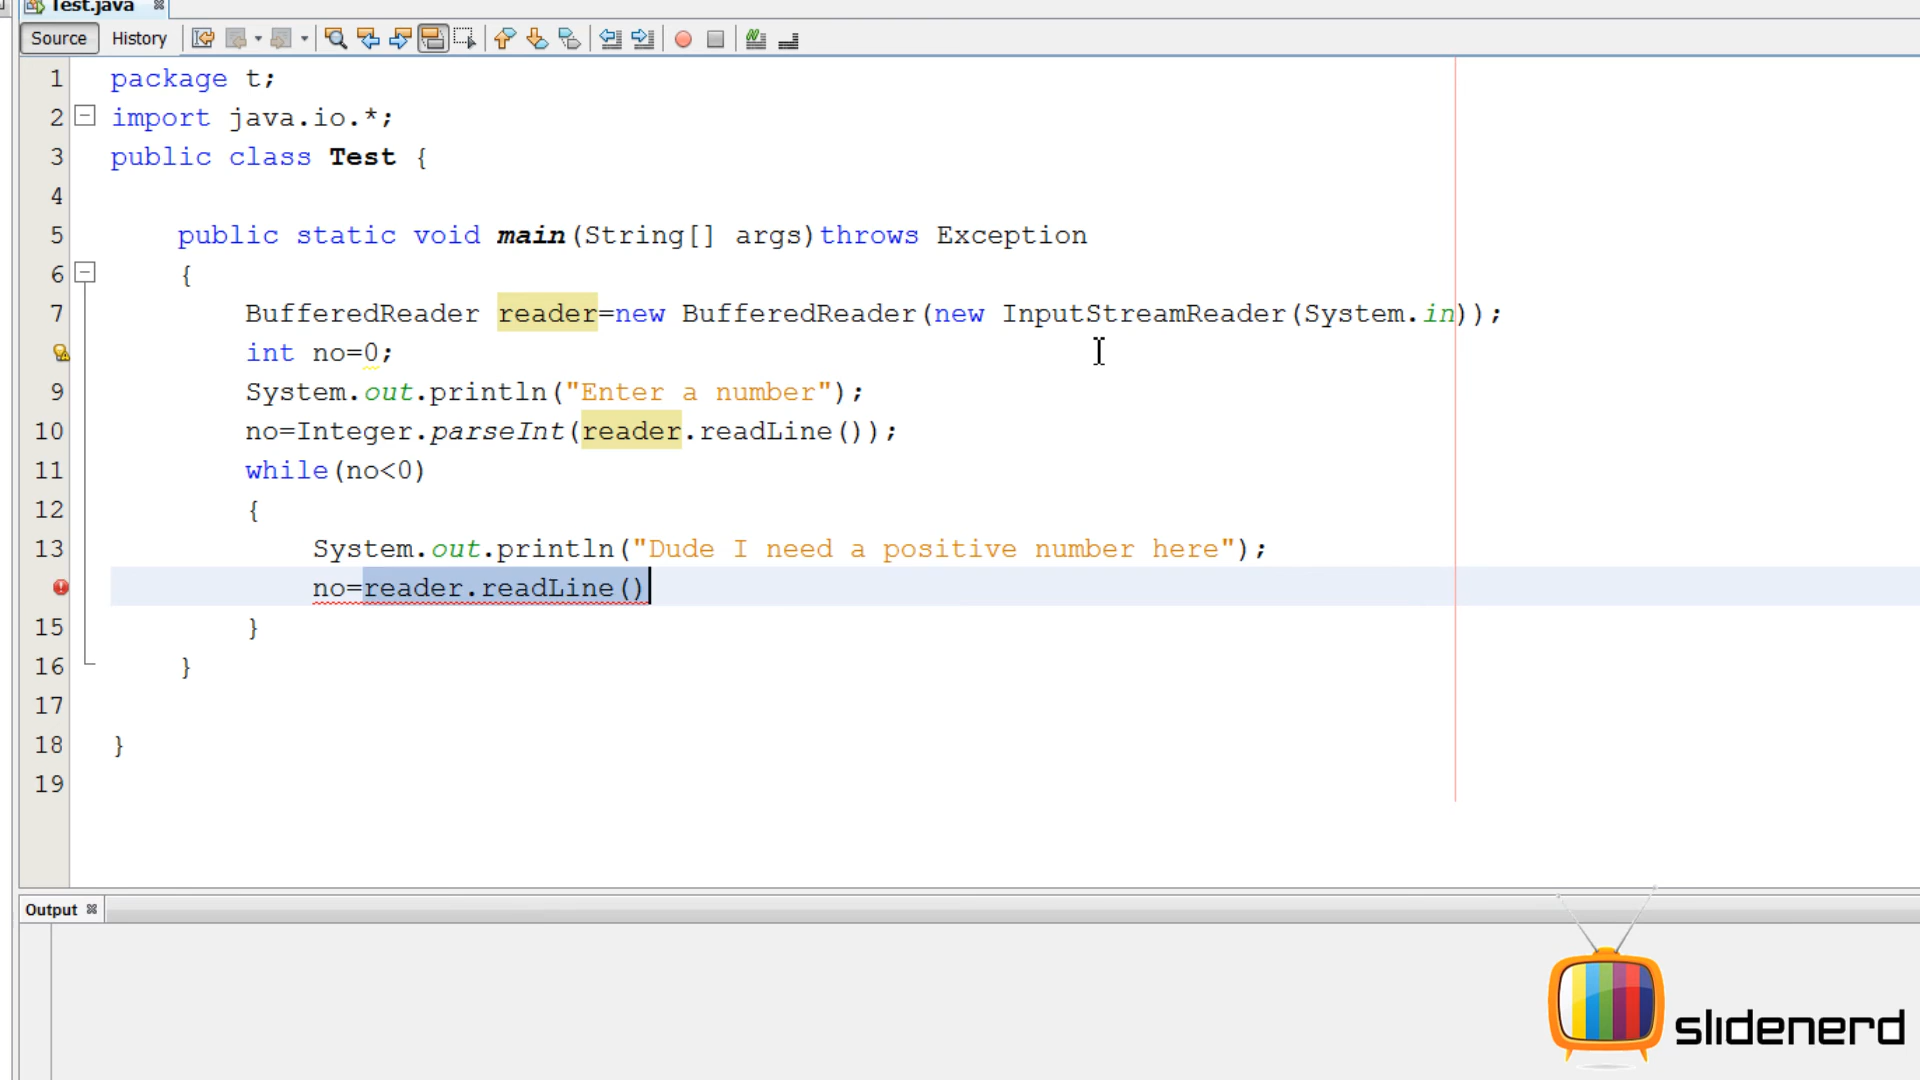 Test.java
Source History
1 package t;
2 import java.io.*;
3 public class Test {
4
5 public static void main(String[] args)throws Exception
6 {
7 BufferedReader reader=new BufferedReader(new InputStreamReader(System.in));
int no=0;
9 System.out.println("Enter a number");
10 no=Integer.parseInt(reader.readLine());
11 while(no<0)
12 {
13 System.out.println("Dude I need a positive number here");
no=reader.readLine()
15 }
16 }
17
18 }
19
Output
slidenerd